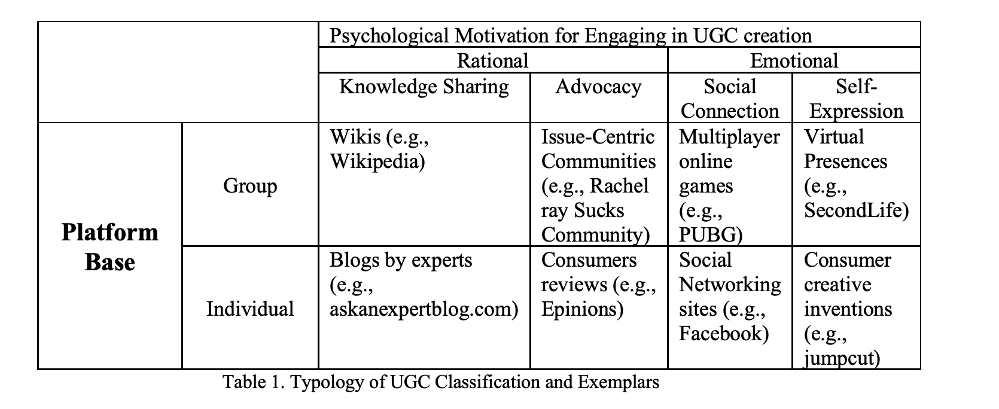 Psychological Motivation for Engaging in UGC creation
Rational
Emotional
Knowledge Sharing
Advocacy
Social
Connection
Self-
Expression
Platform
Base
Group
Wikis (e.g.,
Wikipedia)
Issue-Centric
Communities
(e.g., Rachel
ray Sucks
Community)
Multiplayer
online
games
(e.g.,
PUBG)
Virtual
Presences
(e.g.,
SecondLife)
Individual
Blogs by experts
(e.g.,
askanexpertblog.com)
Consumers
reviews (e.g.,
Epinions)
Social
Networking
sites (e.g.,
Facebook)
Consumer
creative
inventions
(e.g.,
jumpcut)
Table 1. Typology of UGC Classification and Exemplars